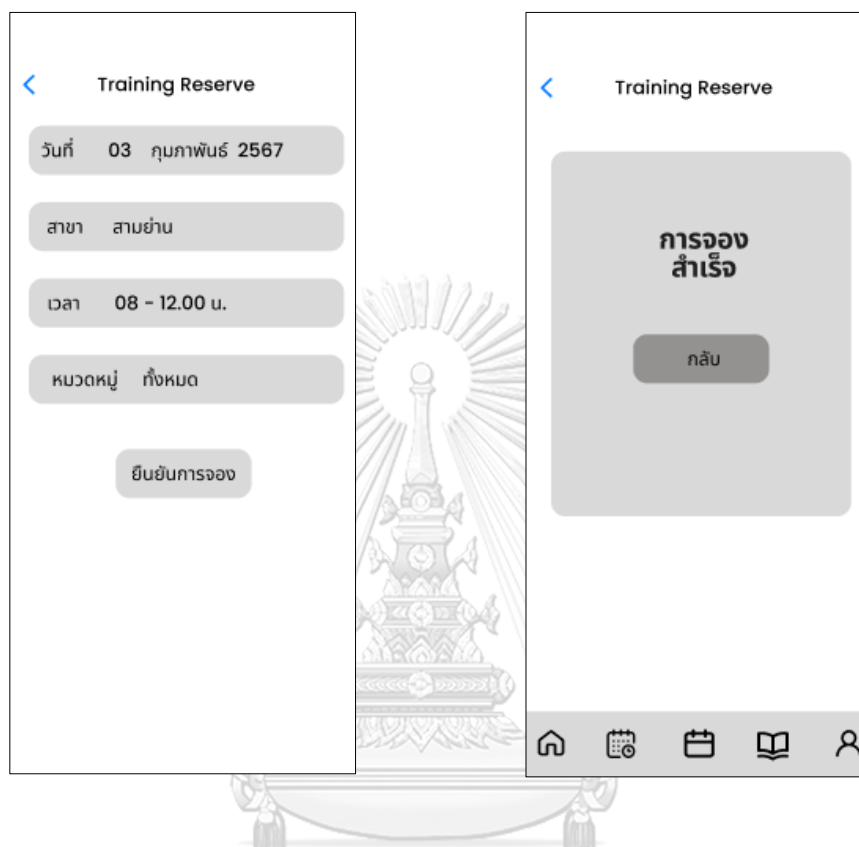 Training Reserve
วันที่ 03 กุมภาพันธ์ 2567
สาขา สามย่าน
เวลา 08 - 12.00 น.
หมวดหมู่ ทั้งหมด
ยืนยันการจอง
Training Reserve
การจอง
สำเร็จ
กลับ